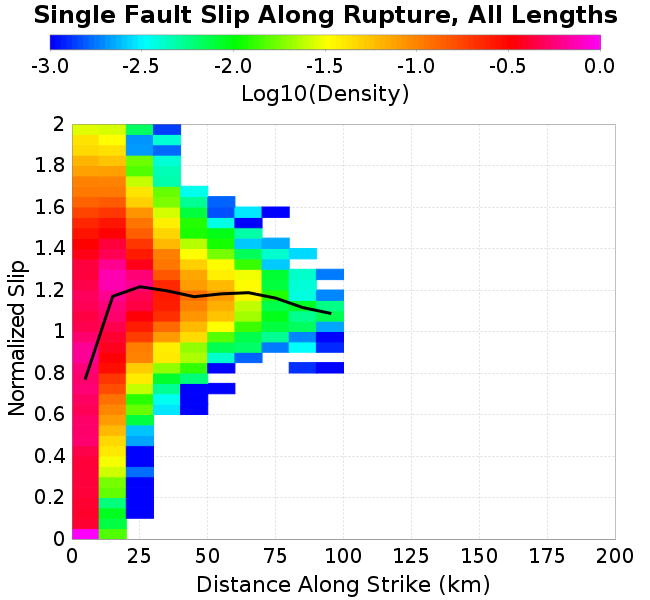 Single Fault Slip Along Rupture, All Lengths
-3.0 -2.5 -2.0 -1.5 -1.0 -0.5 0.0
Log10(Density)
2
1.8
1.6
1.4
1.2
1
0.8
0.6
0.4
0.2
0
Normalized Slip
0 25 50 75 100 125 150 175 200
Distance Along Strike (km)